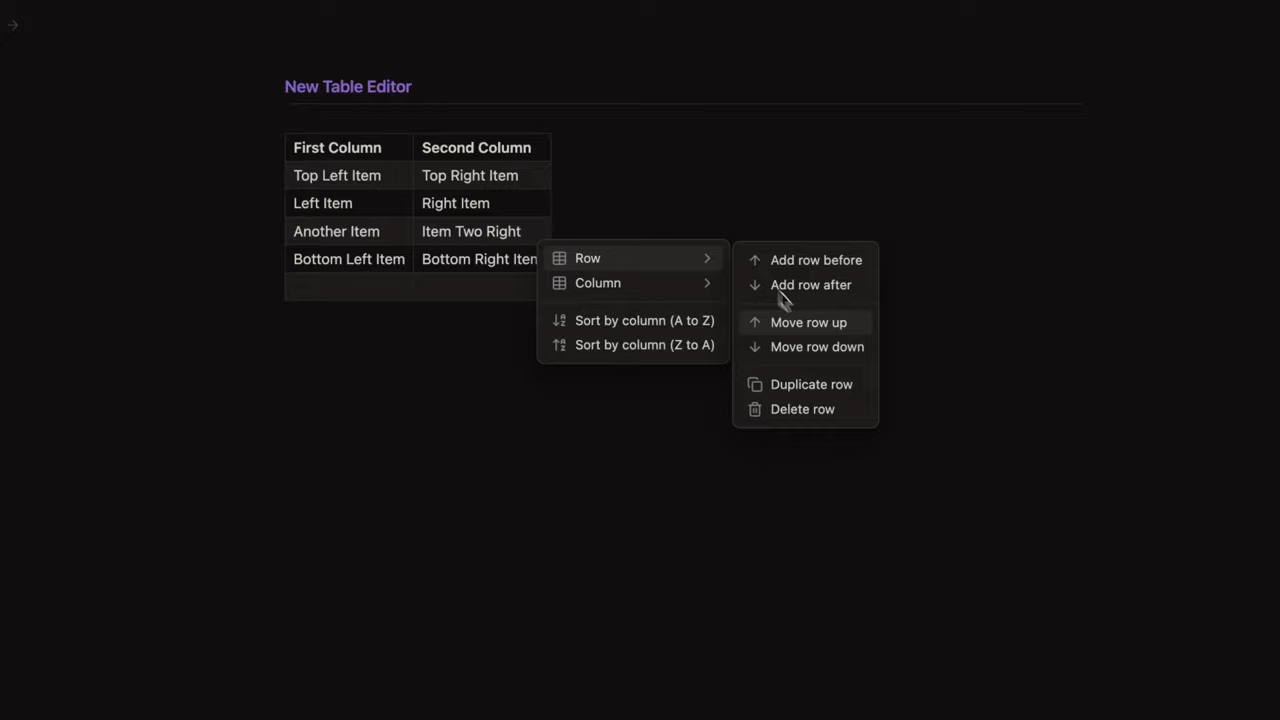 New Table Editor
First Column Second Column
Top Left Item Top Right Item
Left Item Right Item
Another Item Item Two Right
Bottom Left Item Bottom Right Item
Row
Column
Sort by column (A to Z)
Sort by column (Z to A)
Add row before
Add row after
Move row up
Move row down
Duplicate row
Delete row